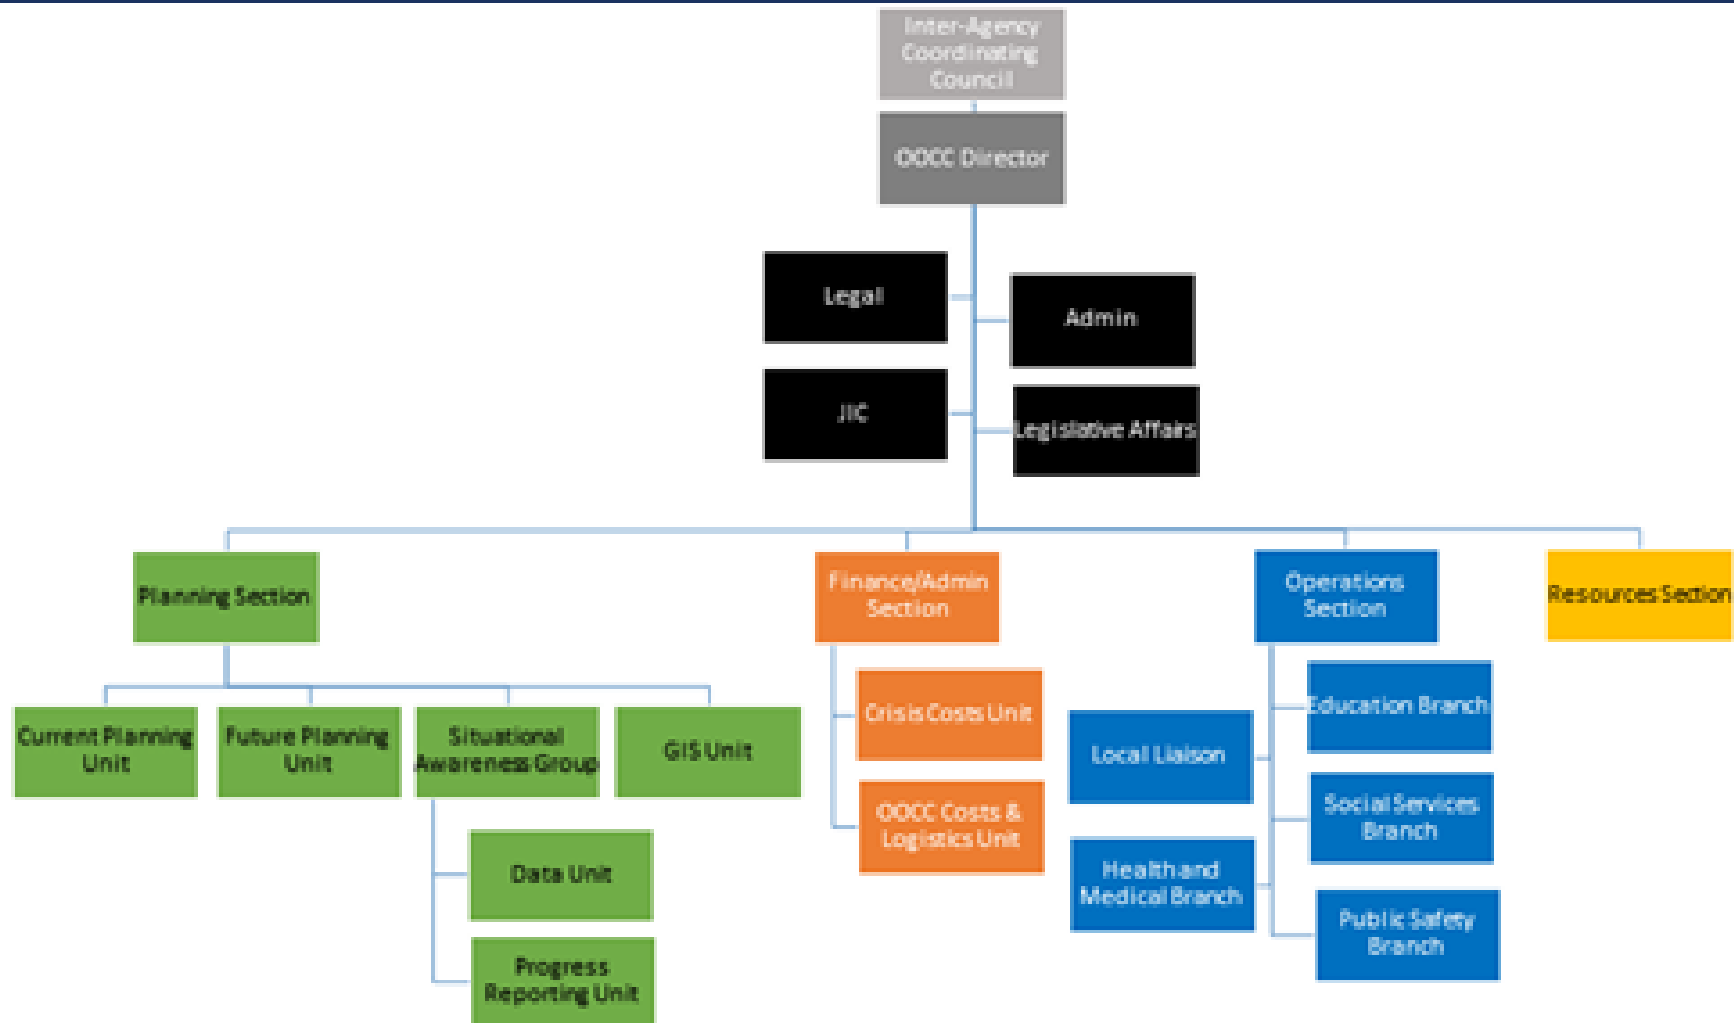 Inter-Agency
Coordinating
Council
OOCC Director
Legal
Admin
JIC
Legislative Affairs
Planning Section
Finance/Admin
Section
Operations
Section
Resources Section
Current Planning
Unit
Future Planning
Unit
Situational
Awareness Group
GIS Unit
Crisis Costs Unit
OOCC Costs &
Logistics Unit
Education Branch
Local Liaison
Social Services
Branch
Health and
Medical Branch
Public Safety
Branch
Data Unit
Progress
Reporting Unit